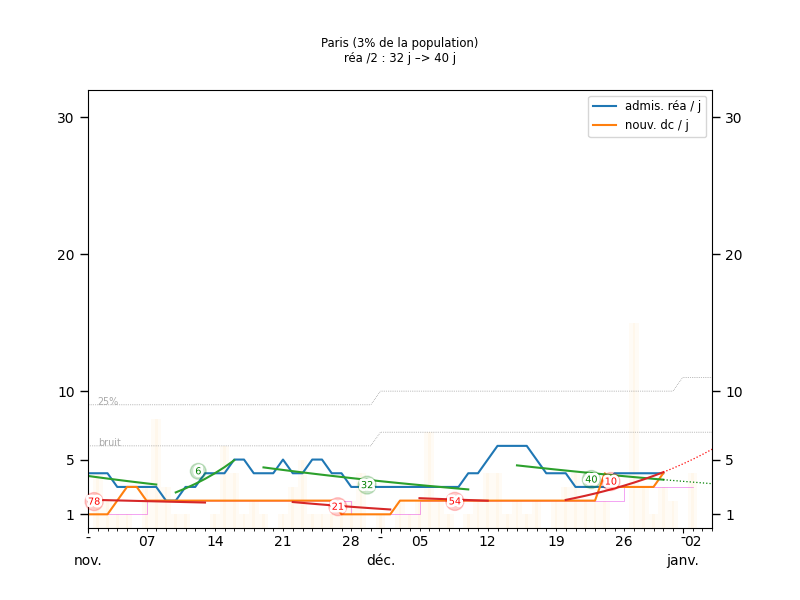 Paris (3% de la population)
réa /2 : 32 j –> 40 j
admis. réa / j
nouv. dc / j
30 30
20 20
10 10
25%
bruit
5 5
6
40
10
32
78
21
54
1 1
- 07 14 21 28 - 05 12 19 26 - 02
nov. déc. janv.